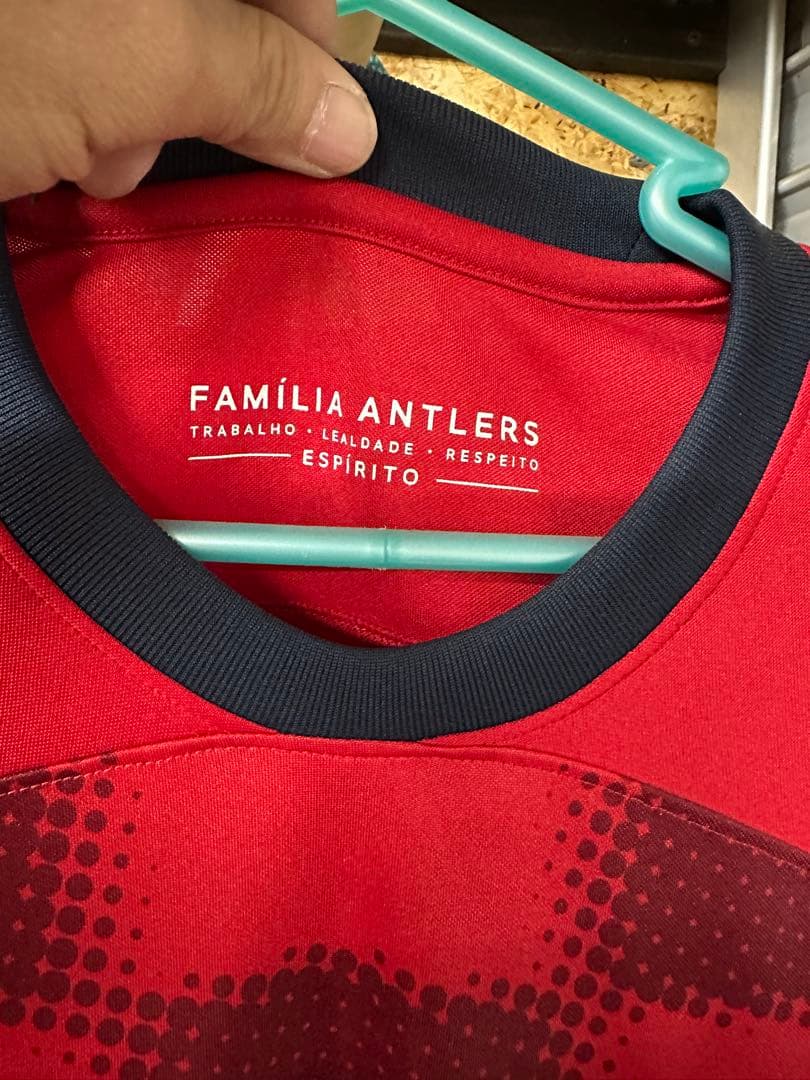 FAMÍLIA ANTLERS
TRABALHO · LEALDADE · RESPEITO
ESPÍRITO